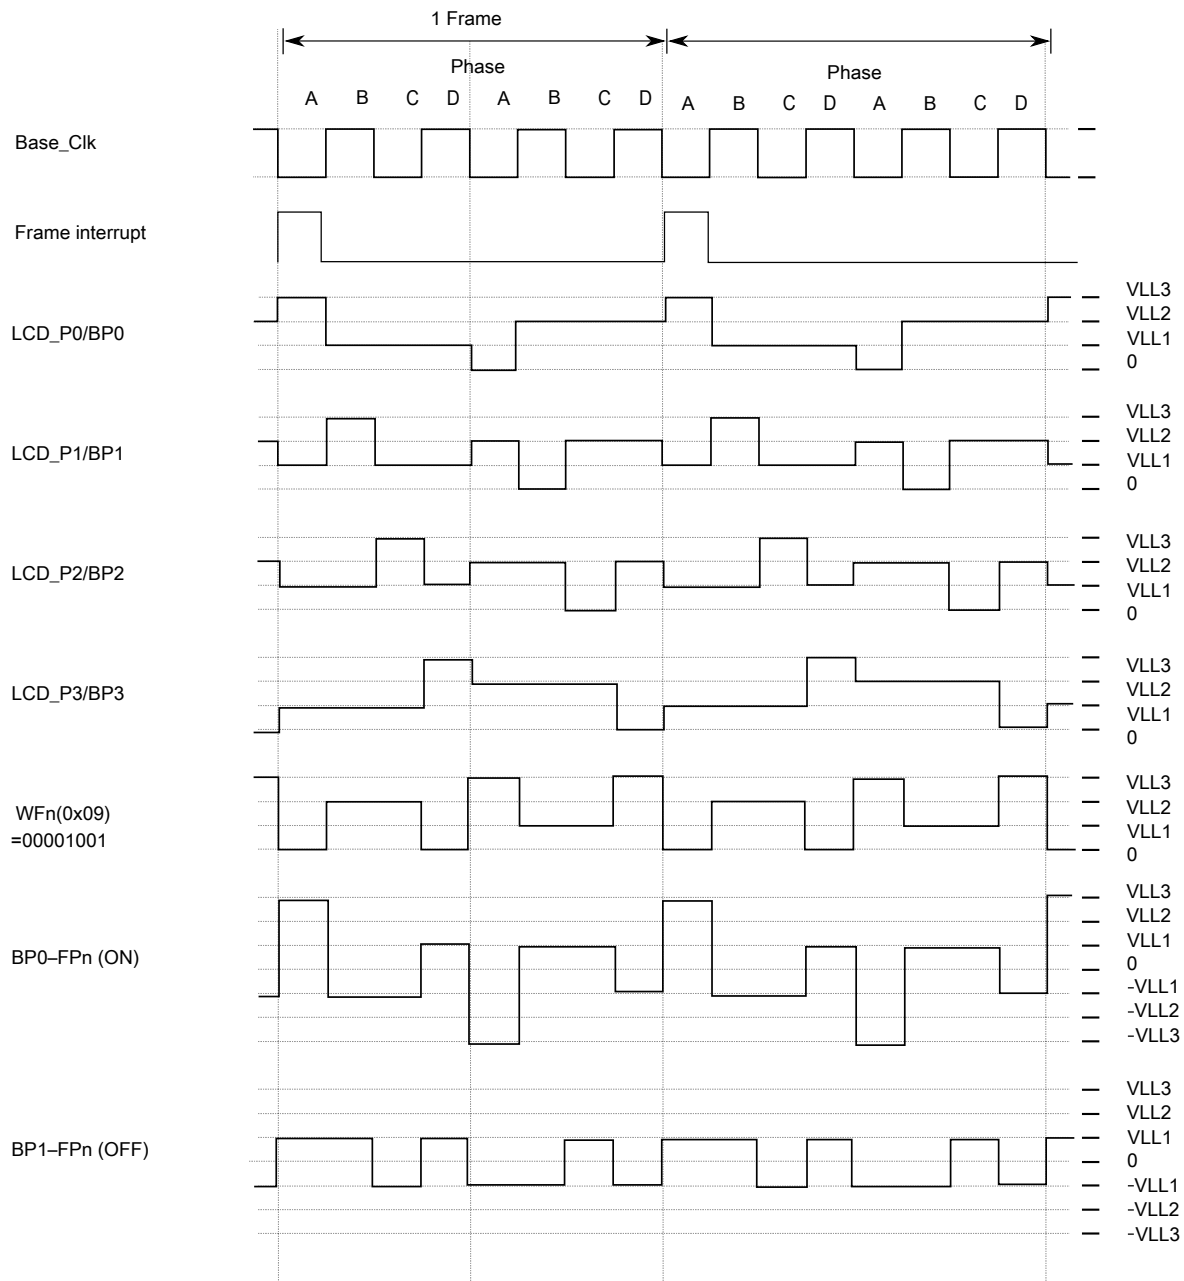 1 Frame
Phase
Phase
A B C D A B C D A B C D A B C D
Base_Clk
Frame interrupt
LCD_P0/BP0
VLL3
VLL2
VLL1
0
LCD_P1/BP1
VLL3
VLL2
VLL1
0
LCD_P2/BP2
VLL3
VLL2
VLL1
0
LCD_P3/BP3
VLL3
VLL2
VLL1
0
WFn(0x09)
=00001001
VLL3
VLL2
VLL1
0
BP0–FPn (ON)
VLL3
VLL2
VLL1
0
-VLL1
-VLL2
-VLL3
BP1–FPn (OFF)
VLL3
VLL2
VLL1
0
-VLL1
-VLL2
-VLL3